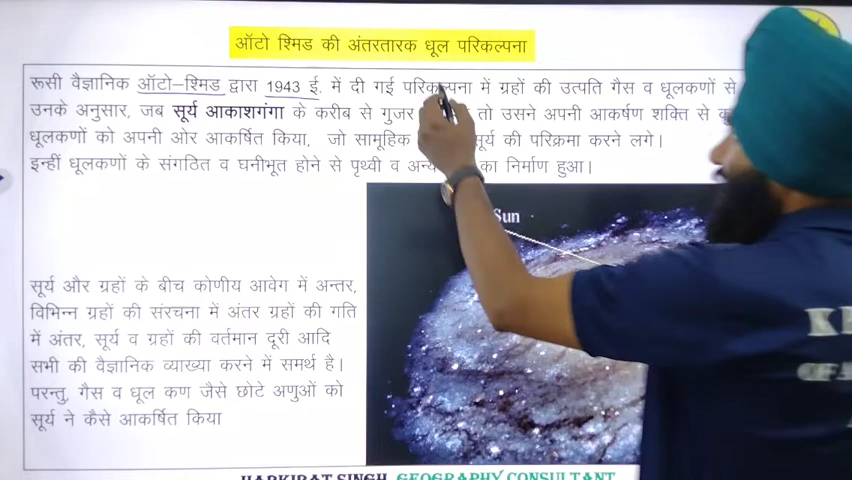 ऑटो श्मिड की अंतरतारक धूल परिकल्पना
रूसी वैज्ञानिक ऑटो–श्मिड द्वारा 1943 ई. में दी गई परिकल्पना में ग्रहों की उत्पति गैस व धूलकणों से
उनके अनुसार, जब सूर्य आकाशगंगा के करीब से गुजर तो उसने अपनी आकर्षण शक्ति से
धूलकणों को अपनी ओर आकर्षित किया, जो सामूहिक सूर्य की परिक्रमा करने लगे।
इन्हीं धूलकणों के संगठित व घनीभूत होने से पृथ्वी व अन्य का निर्माण हुआ।
Sun
सूर्य और ग्रहों के बीच कोणीय आवेग में अन्तर,
विभिन्न ग्रहों की संरचना में अंतर ग्रहों की गति
में अंतर, सूर्य व ग्रहों की वर्तमान दूरी आदि
सभी की वैज्ञानिक व्याख्या करने में समर्थ है।
परन्तु, गैस व धूल कण जैसे छोटे अणुओं को
सूर्य ने कैसे आकर्षित किया
HARKIRAT SINGH GEOGRAPHY CONSULTANT